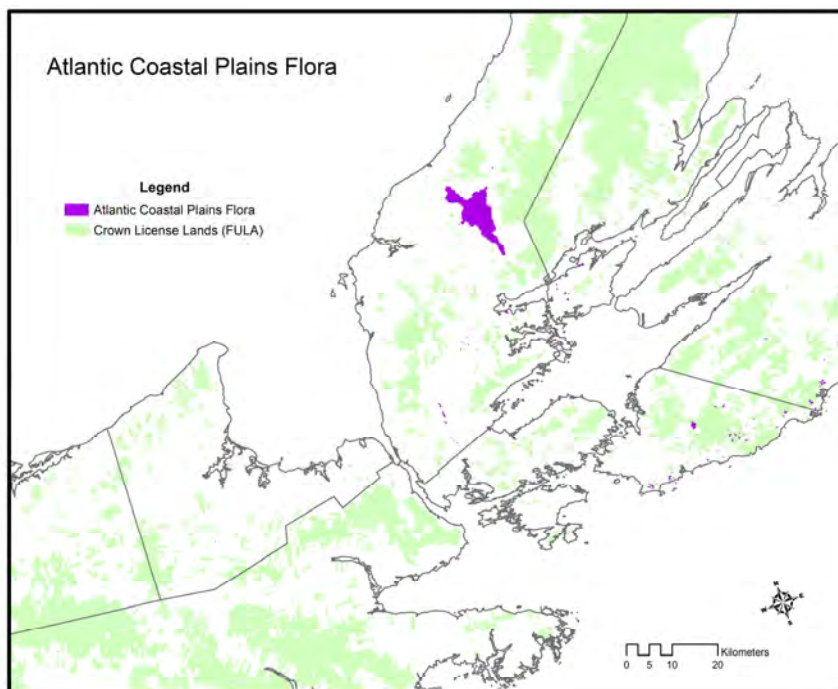 Atlantic Coastal Plains Flora
Legend
Atlantic Coastal Plains Flora
Crown License Lands (FULA)
N
W E
S
Kilometers
0 5 10 20